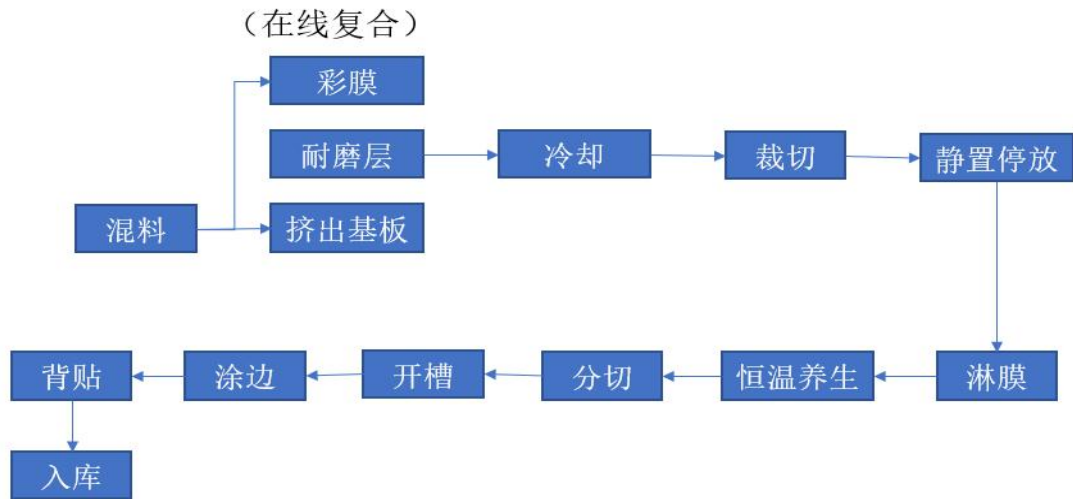 （在线复合）
彩膜
耐磨层
冷却
裁切
静置停放
混料
挤出基板
背贴
涂边
开槽
分切
恒温养生
淋膜
入库